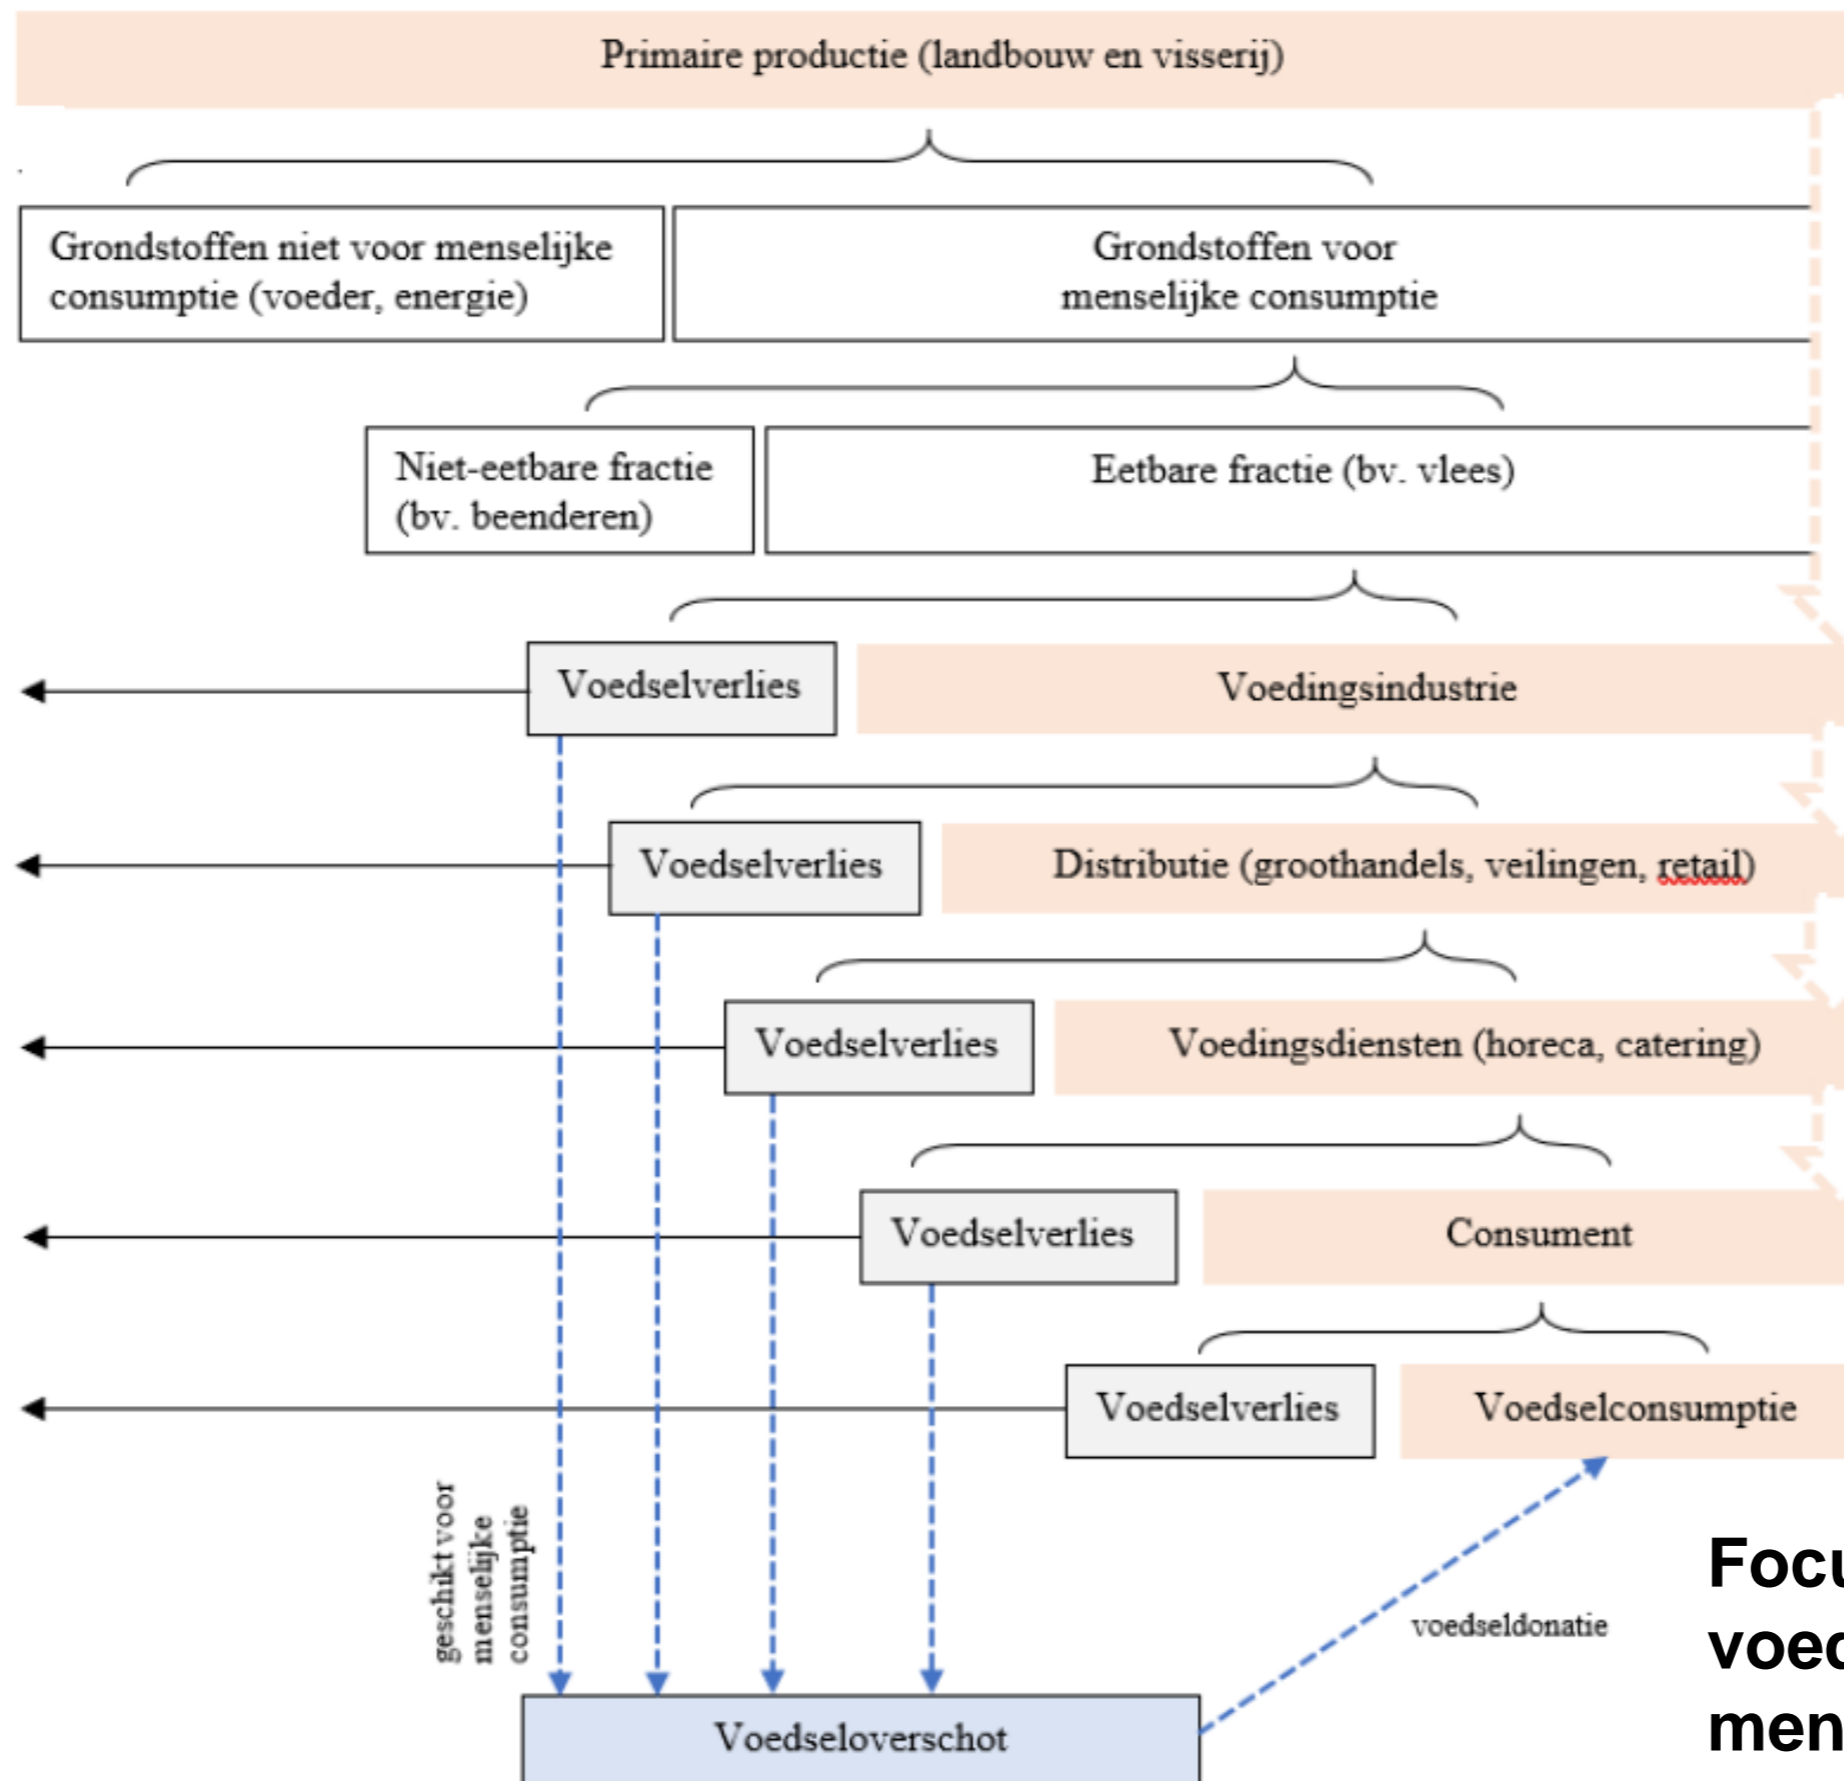 Primaire productie (landbouw en visserij)
Grondstoffen niet voor menselijke
consumptie (voeder, energie)
Grondstoffen voor
menselijke consumptie
Niet-eetbare fractie
(bv. beenderen)
Eetbare fractie (bv. vlees)
Voedselverlies
Voedingsindustrie
Voedselverlies
Distributie (groothandels, veilingen, retail)
Voedselverlies
Voedingsdiensten (horeca, catering)
Voedselverlies
Consument
Voedselverlies
Voedselconsumptie
geschikt voor
menselijke
consumptie
voedseldonatie
Voedseloverschot